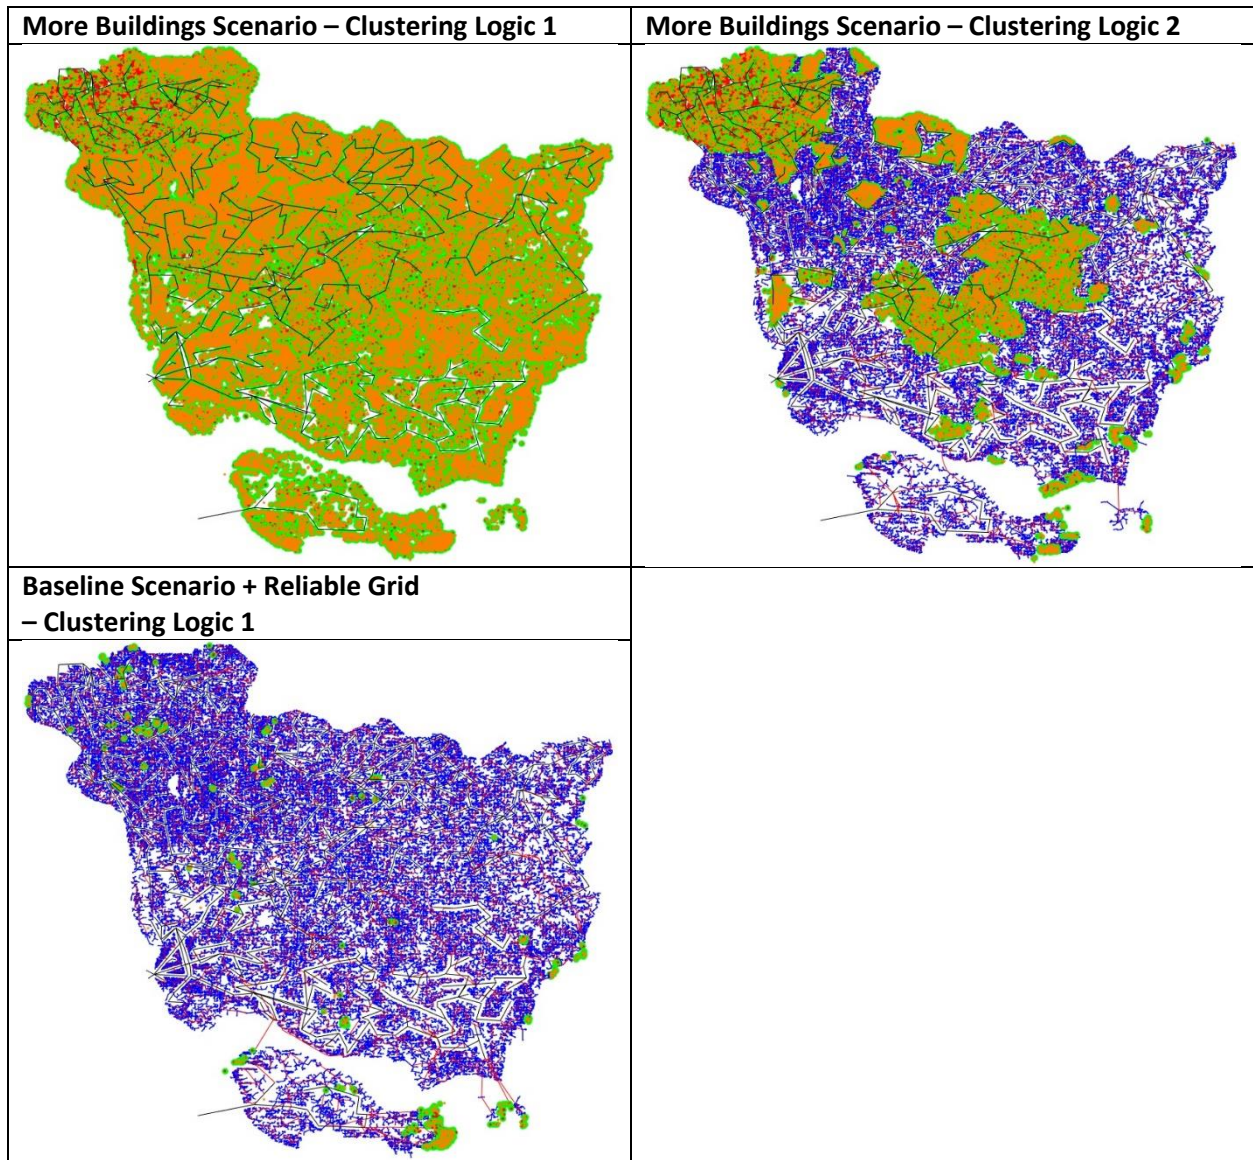 More Buildings Scenario – Clustering Logic 1
More Buildings Scenario – Clustering Logic 2
Baseline Scenario + Reliable Grid
– Clustering Logic 1